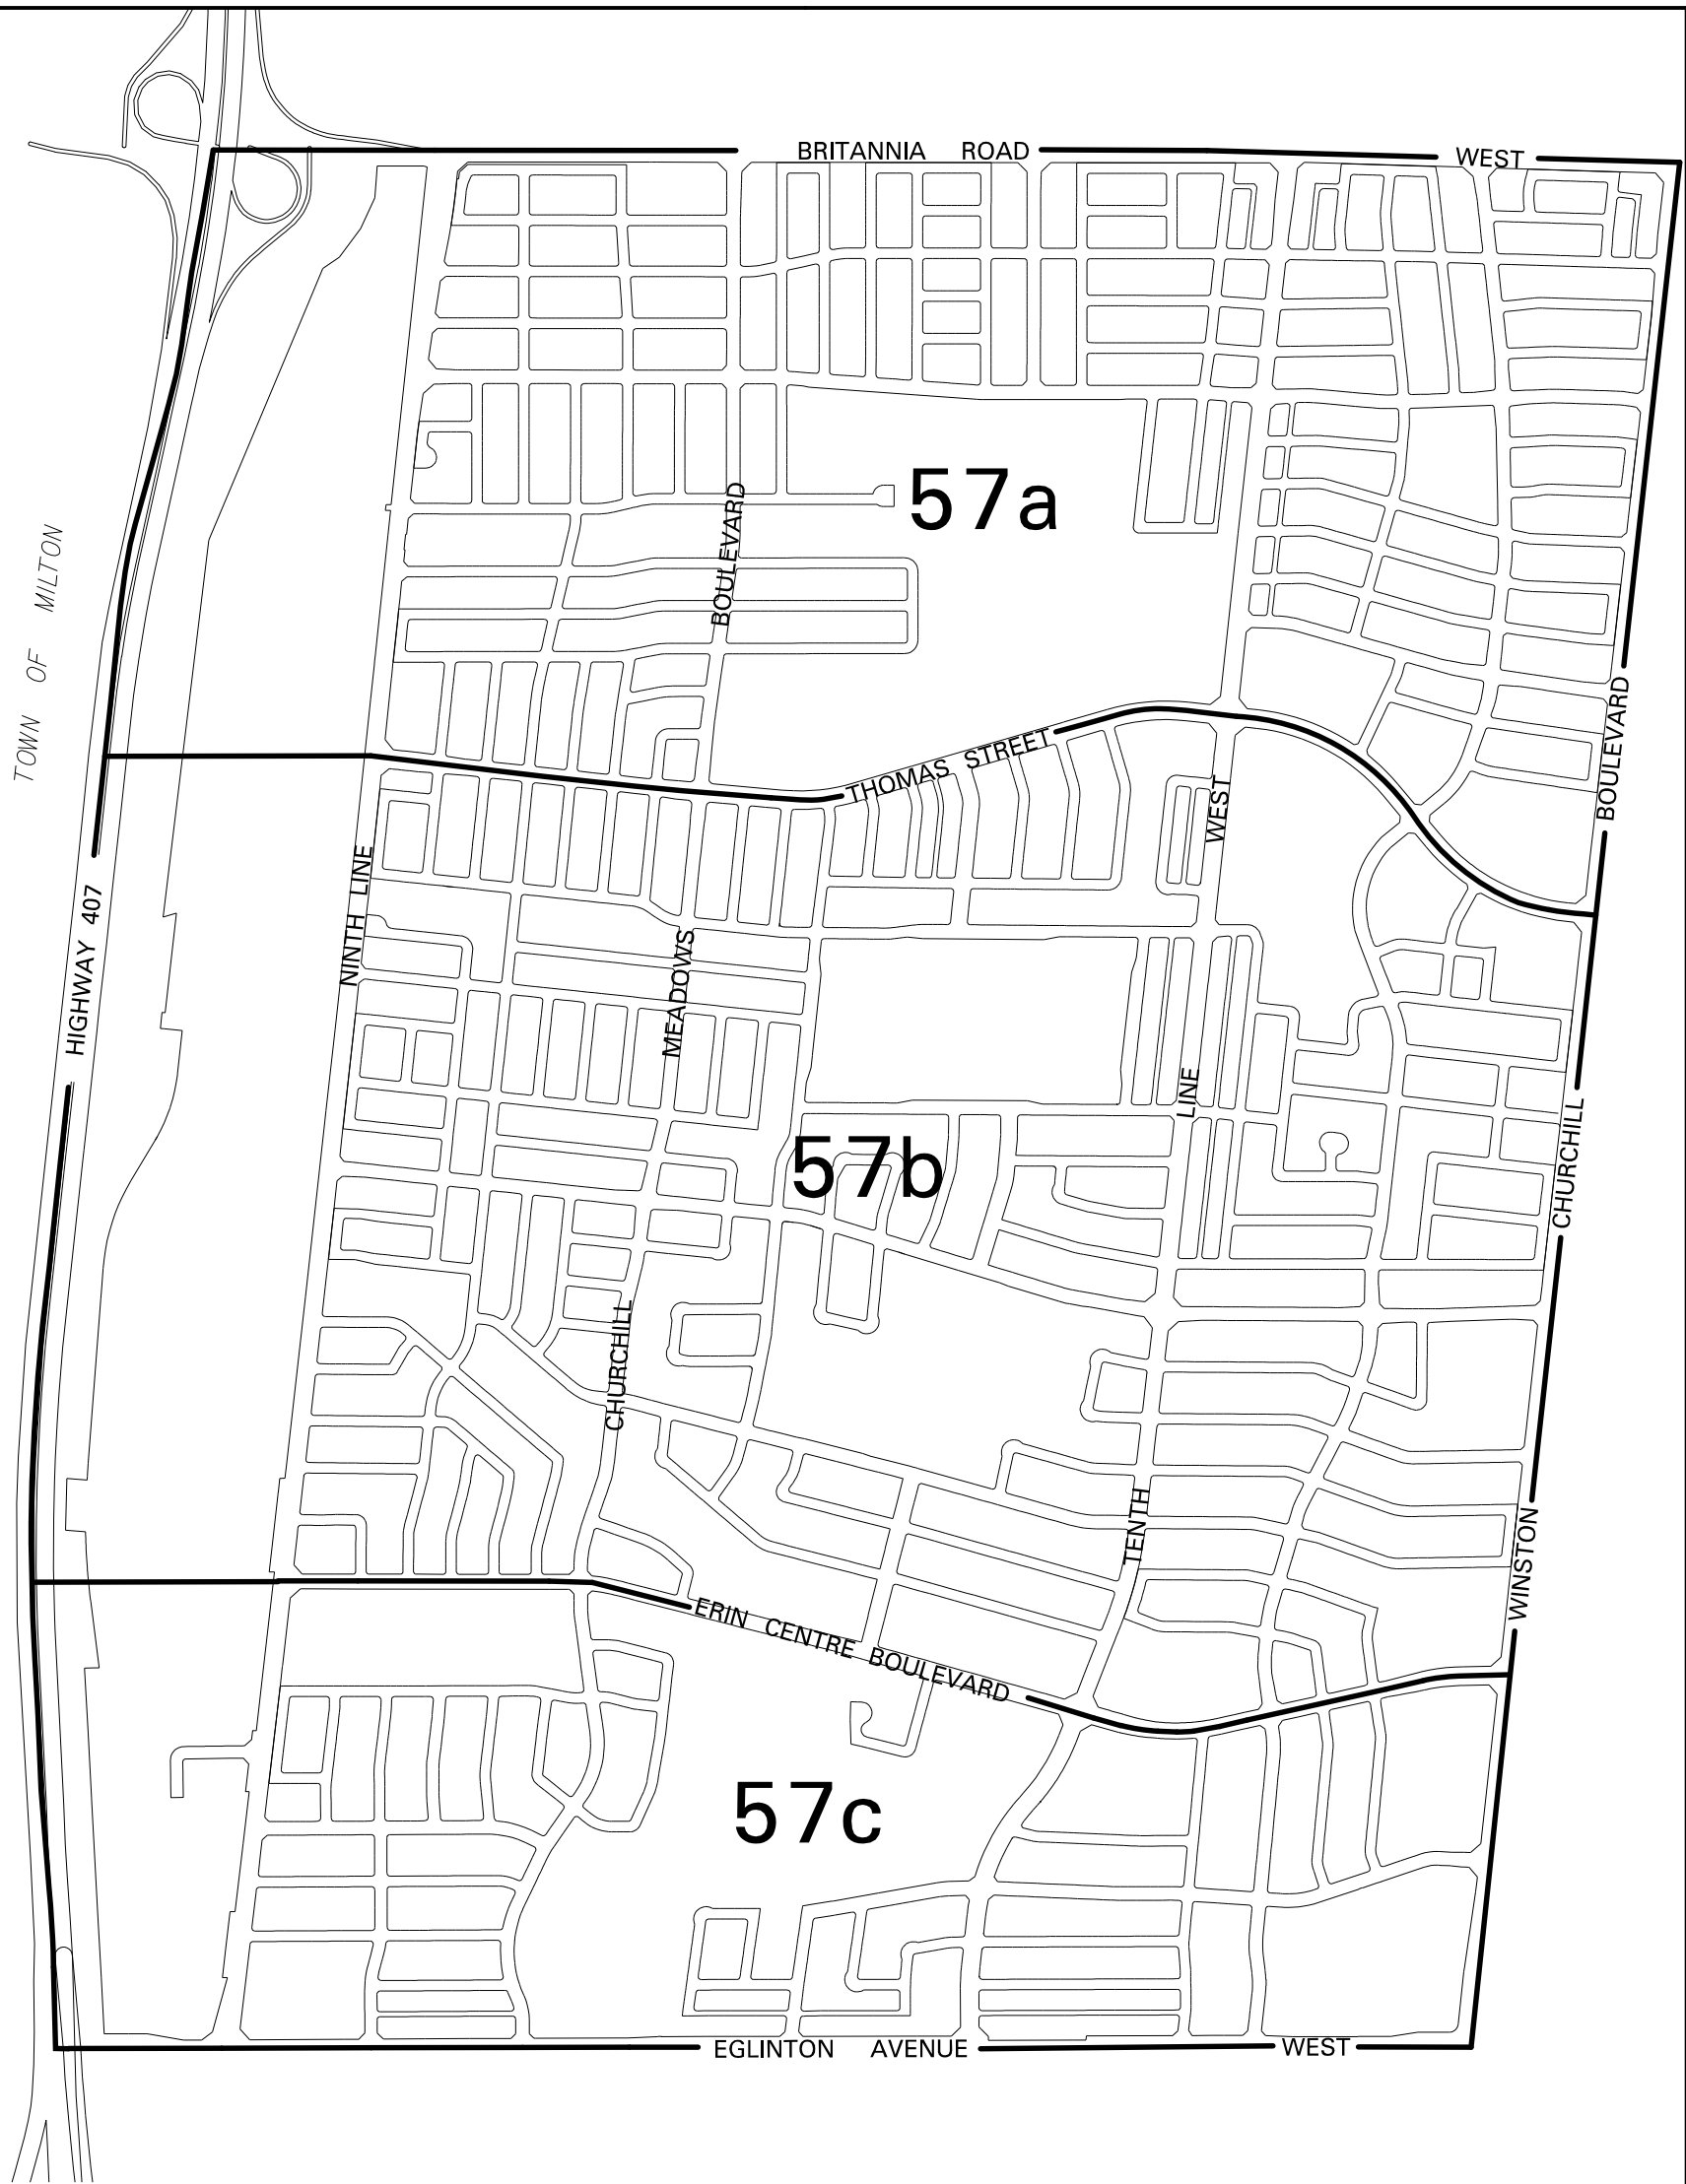 BRITANNIA ROAD WEST
57a
TOWN OF MILTON
BOULEVARD
THOMAS STREET
BOULEVARD
WEST
NINTH LINE
HIGHWAY 407
MEADOWS
LINE
57b
CHURCHILL
CHURCHILL
TENTH
WINSTON
ERIN CENTRE BOULEVARD
57c
EGLINTON AVENUE WEST